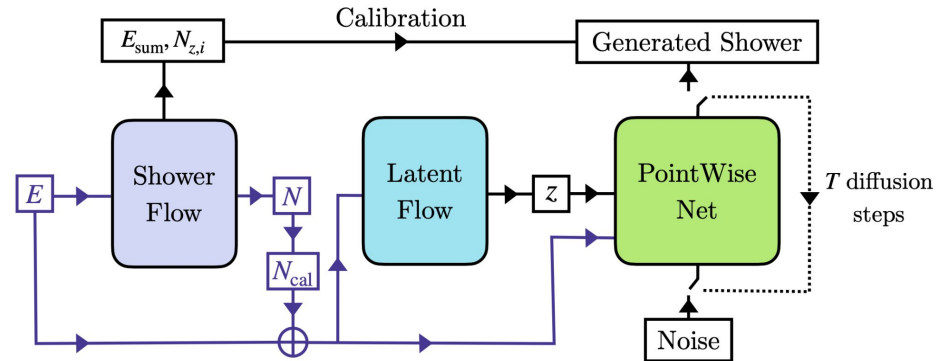 Calibration
E_sum, N_z,i
Generated Shower
Shower
Flow
Latent
Flow
PointWise
Net
E
N
z
T diffusion
steps
N_cal
Noise